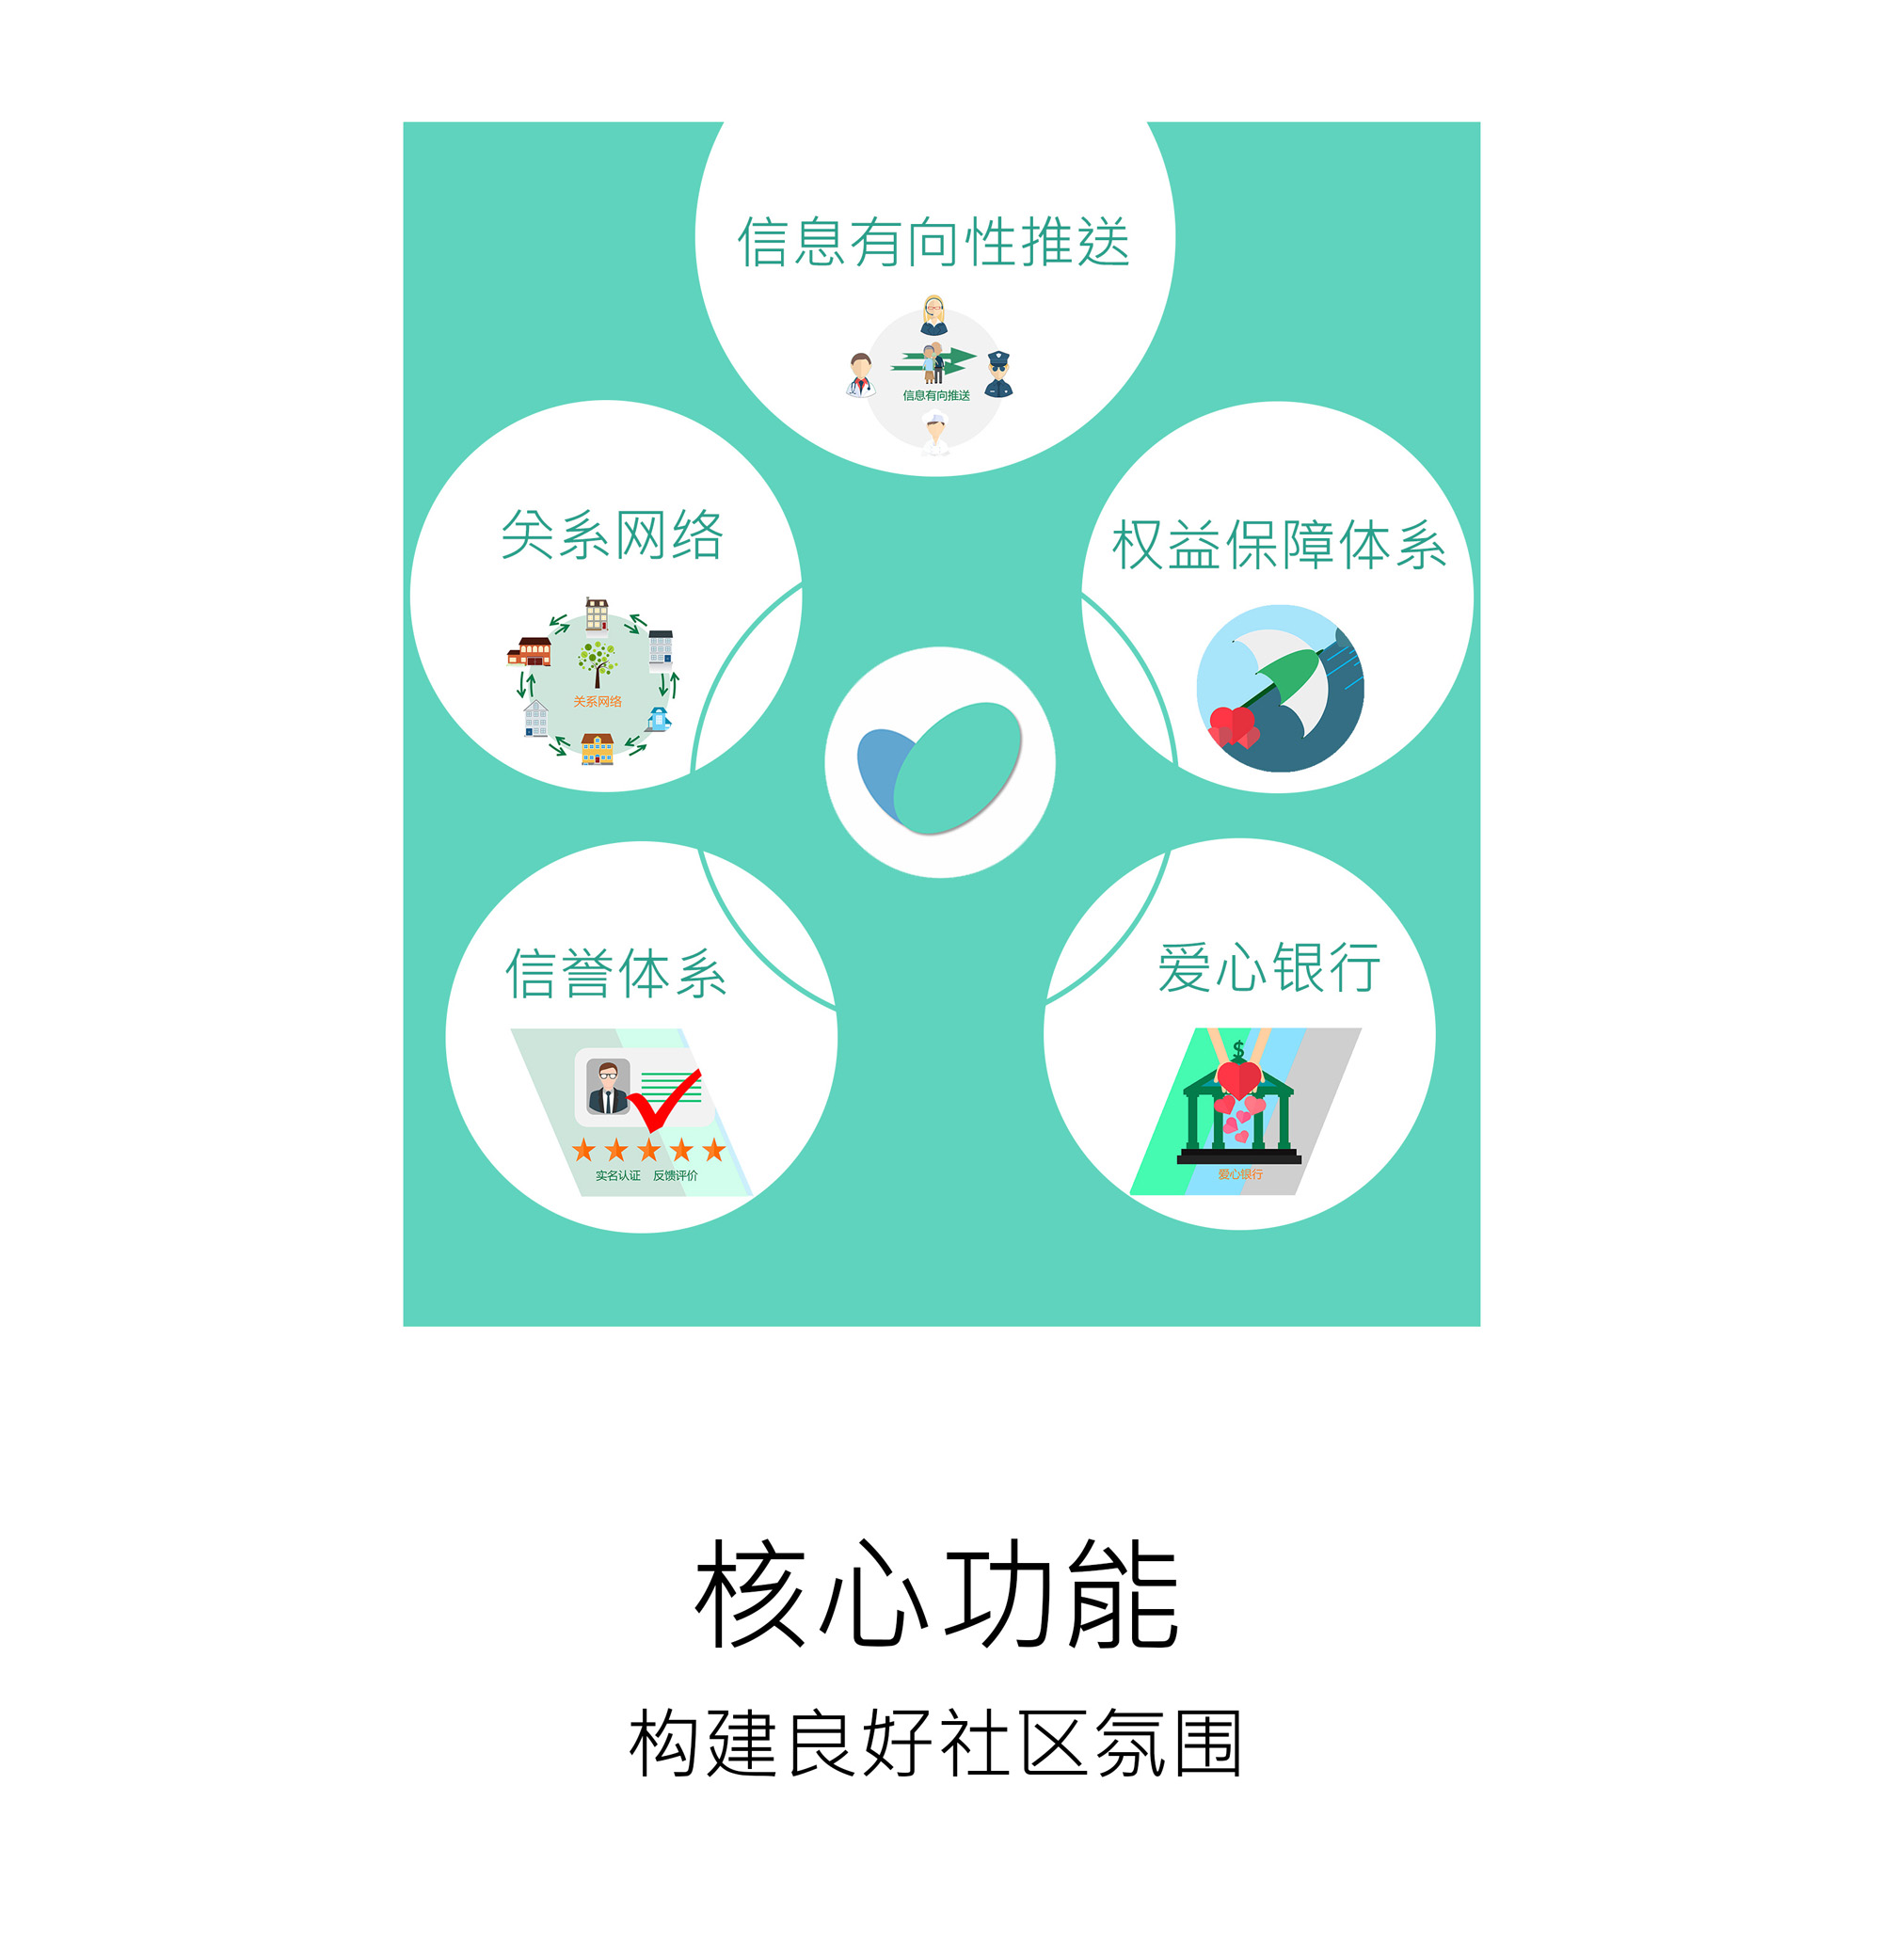 信息有向性推送
信息有向推送
关系网络
关系网络
权益保障体系
信誉体系
实名认证 反馈评价
爱心银行
$
爱心银行
核心功能
构建良好社区氛围